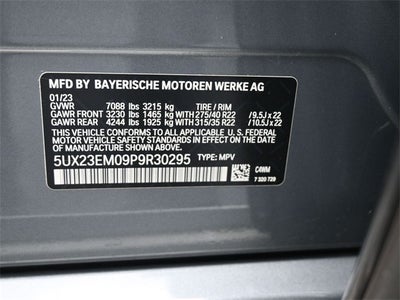 MFD BY BAYERISCHE MOTOREN WERKE AG
01/23
GVWR 7088 lbs 3215 kg TIRE / RIM
GAWR FRONT 3230 lbs 1465 kg 275/40 R22 /9.5J x 22
GAWR REAR 4244 lbs 1925 kg 315/35 R22 /10.5J x 22
THIS VEHICLE CONFORMS TO ALL APPLICABLE FEDERAL
MOTOR VEHICLE SAFETY STANDARDS IN EFFECT ON THE
DATE OF MANUFACTURE SHOWN ABOVE.
5UX23EM09P9R30295 TYPE: MPV
C4WM
7 320 729